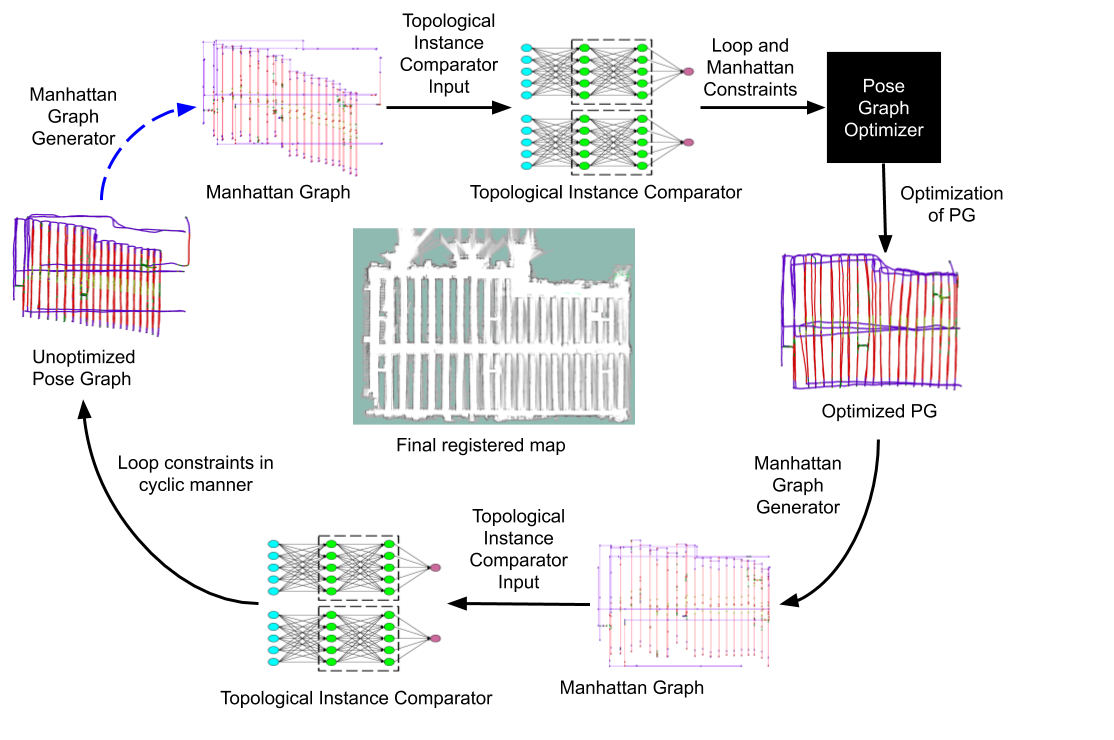 Topological
Instance
Comparator
Input
Loop and
Manhattan
Constraints
Manhattan
Graph
Generator
Pose
Graph
Optimizer
Manhattan Graph
Topological Instance Comparator
Optimization
of PG
Unoptimized
Pose Graph
Optimized PG
Final registered map
Loop constraints in
cyclic manner
Manhattan
Graph
Generator
Topological
Instance
Comparator
Input
Manhattan Graph
Topological Instance Comparator